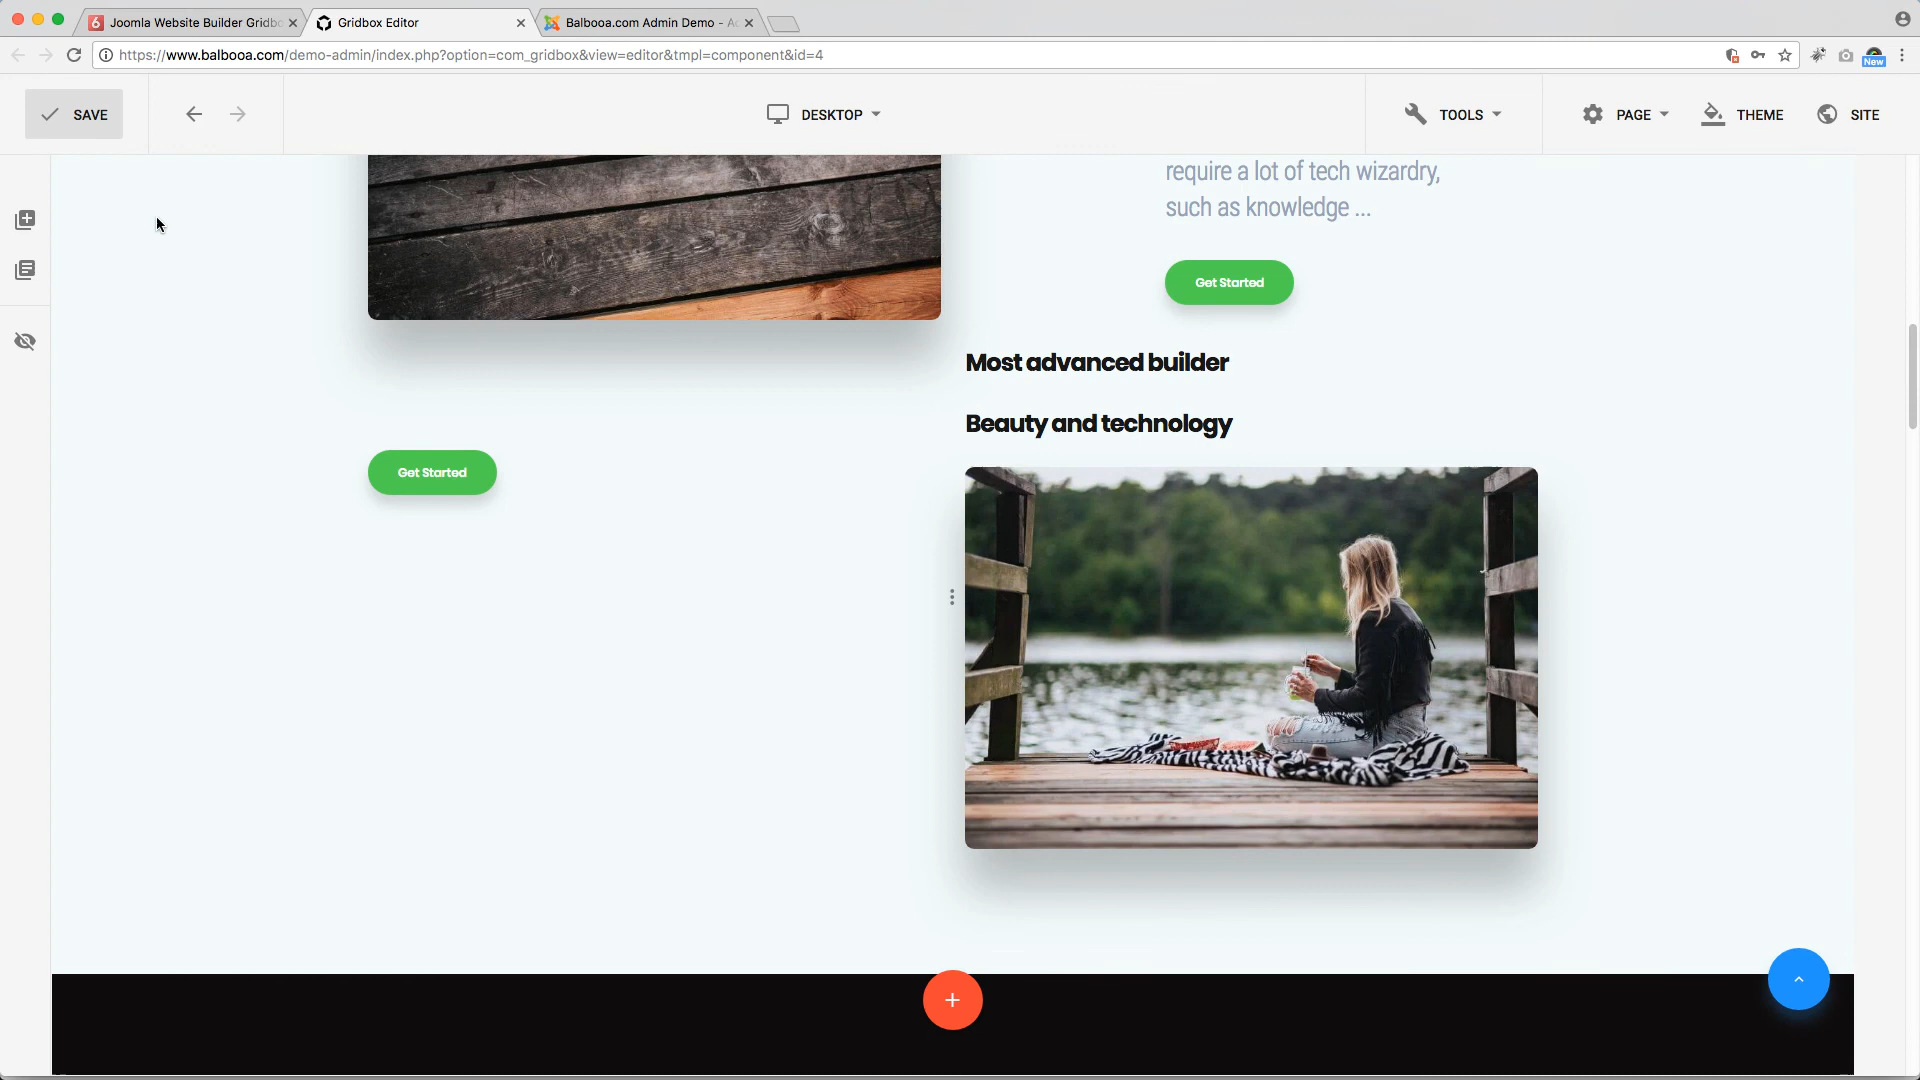 Joomla Website Builder Gridbo
Gridbox Editor
Balbooa.com Admin Demo - A
https://www.balbooa.com/demo-admin/index.php?option=com_gridbox&view=editor&tmpl=component&id=4
New
SAVE
DESKTOP
TOOLS
PAGE
THEME
SITE
require a lot of tech wizardry,
such as knowledge ...
Get Started
Most advanced builder
Beauty and technology
Get Started